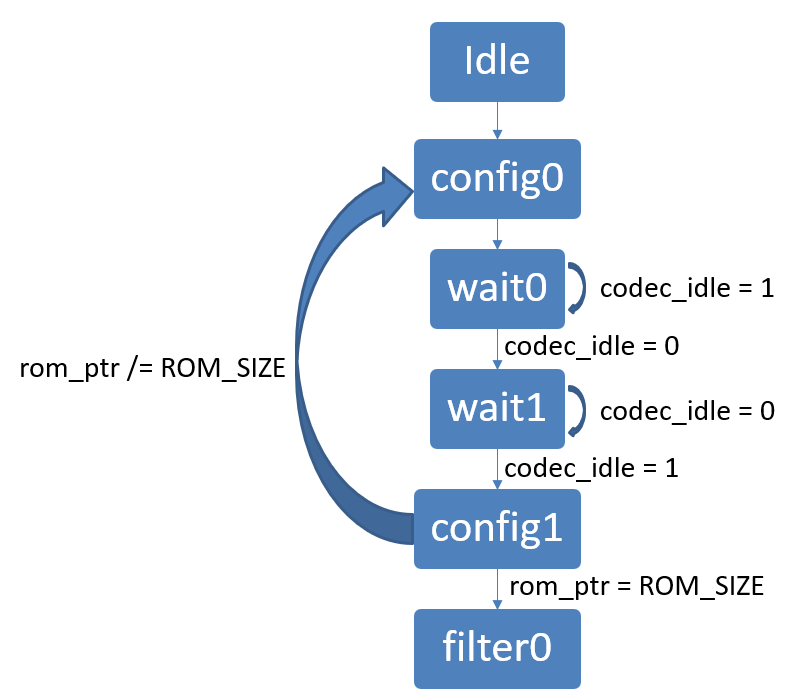 Idle
config0
wait0
codec_idle = 1
codec_idle = 0
rom_ptr /= ROM_SIZE
wait1
codec_idle = 0
codec_idle = 1
config1
rom_ptr = ROM_SIZE
filter0